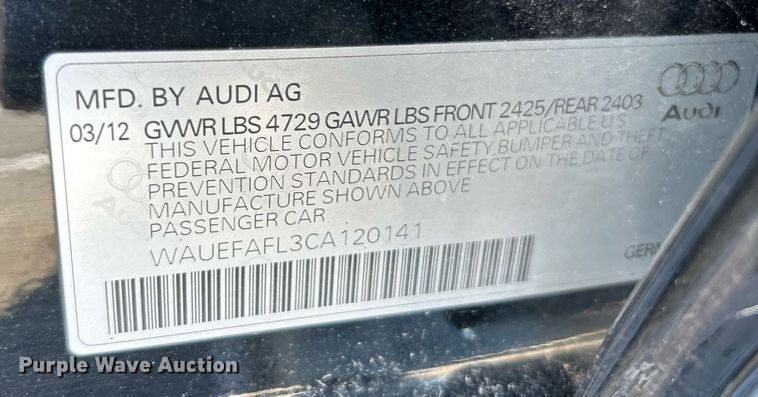 MFD. BY AUDI AG
03/12 GVWR LBS 4729 GAWR LBS FRONT 2425/REAR 2403
THIS VEHICLE CONFORMS TO ALL APPLICABLE U S
FEDERAL MOTOR VEHICLE SAFETY, BUMPER AND THEFT
PREVENTION STANDARDS IN EFFECT ON THE DATE OF
MANUFACTURE SHOWN ABOVE
PASSENGER CAR
WAUEFAFL3CA120141
Audi
GERM
Purple Wave Auction